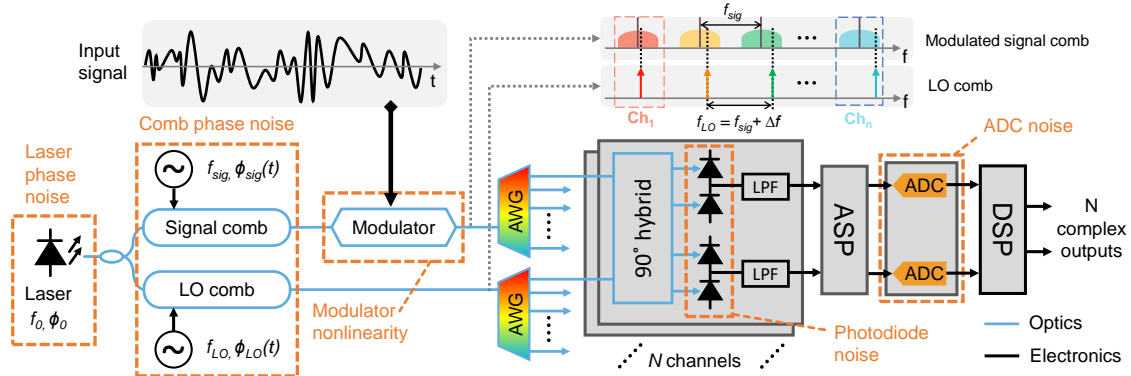 Input
signal
t
f_sig
Modulated signal comb
f
LO comb
f
Ch_1
f_LO = f_sig + Δf
Ch_n
Comb phase noise
f_sig, ϕ_sig(t)
Laser
phase
noise
Signal comb
Modulator
LO comb
Laser
f_0, ϕ_0
f_LO, ϕ_LO(t)
Modulator
nonlinearity
AWG
AWG
90° hybrid
LPF
LPF
N channels
Photodiode
noise
ASP
ADC noise
ADC
ADC
DSP
N
complex
outputs
Optics
Electronics